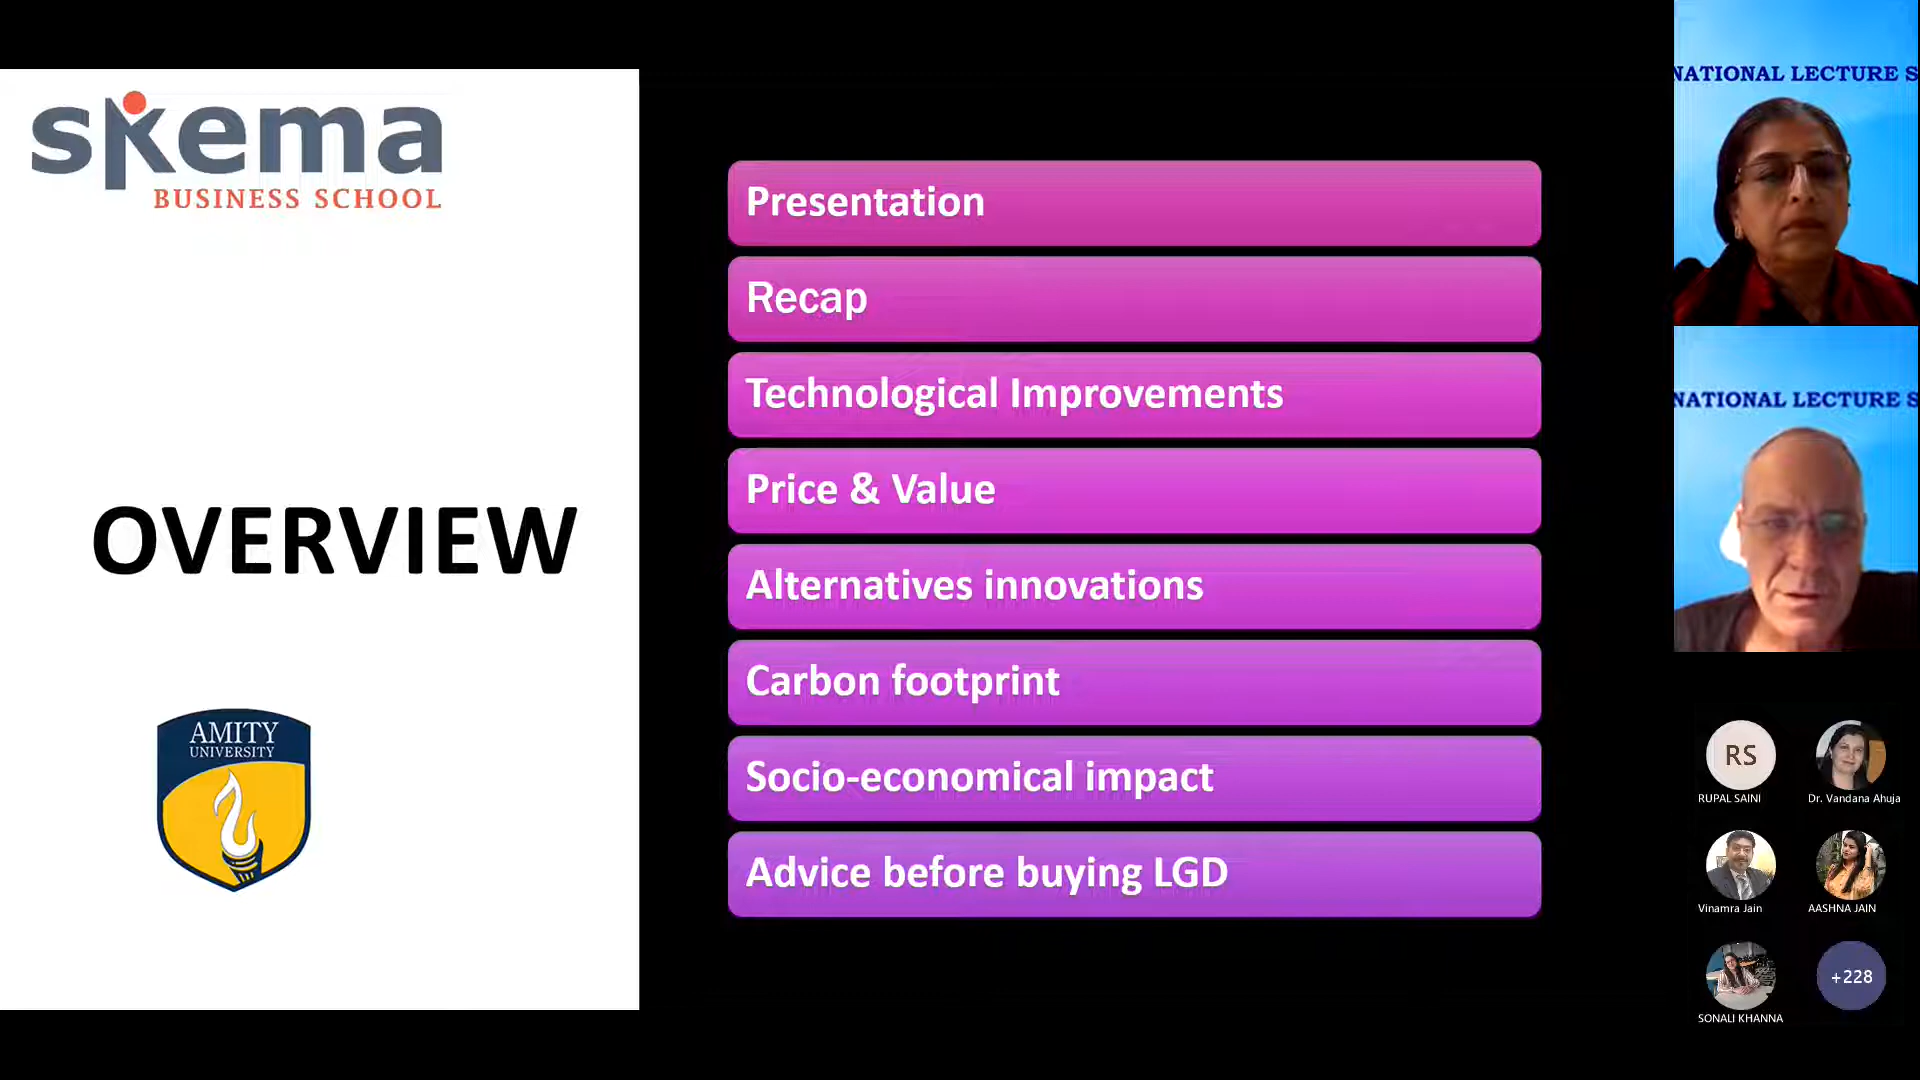 skema
BUSINESS SCHOOL
OVERVIEW
AMITY
UNIVERSITY
Presentation
Recap
Technological Improvements
Price & Value
Alternatives innovations
Carbon footprint
Socio-economical impact
Advice before buying LGD
NATIONAL LECTURE S
NATIONAL LECTURE S
RS
RUPAL SAINI
Dr. Vandana Ahuja
Vinamra Jain
AASHNA JAIN
SONALI KHANNA
+228